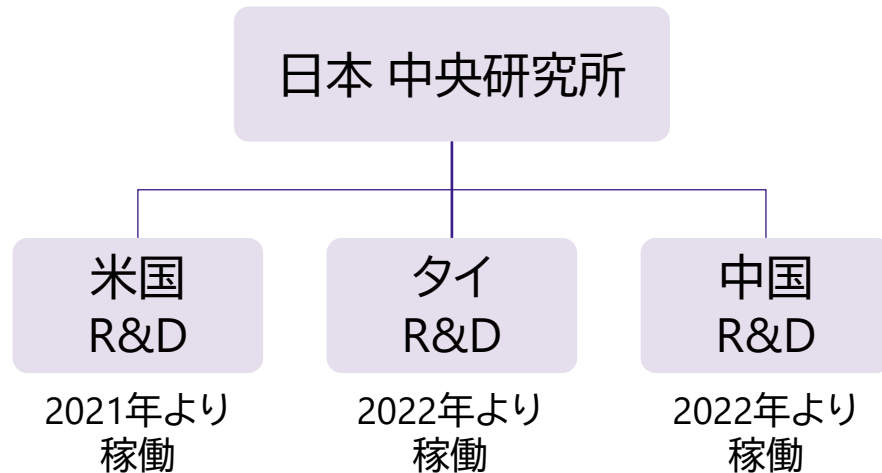 日本 中央研究所
米国
R&D
タイ
R&D
中国
R&D
2021年より
稼働
2022年より
稼働
2022年より
稼働